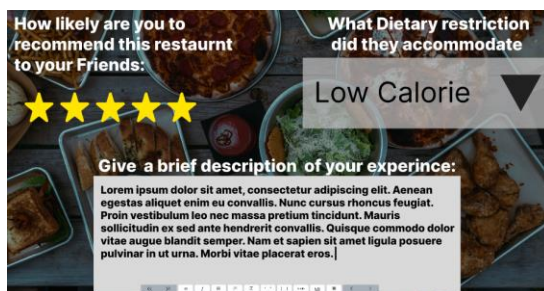 How likely are you to
recommend this restaurnt
to your Friends:
What Dietary restriction
did they accommodate
Low Calorie
Give a brief description of your experince:
Lorem ipsum dolor sit amet, consectetur adipiscing elit. Aenean
egestas aliquet enim eu convallis. Nunc cursus rhoncus feugiat.
Proin vestibulum leo nec massa pretium tincidunt. Mauris
sollicitudin ex sed ante hendrerit convallis. Quisque commodo dolor
vitae augue blandit semper. Nam et sapien sit amet ligula posuere
pulvinar in ut urna. Morbi vitae placerat eros.